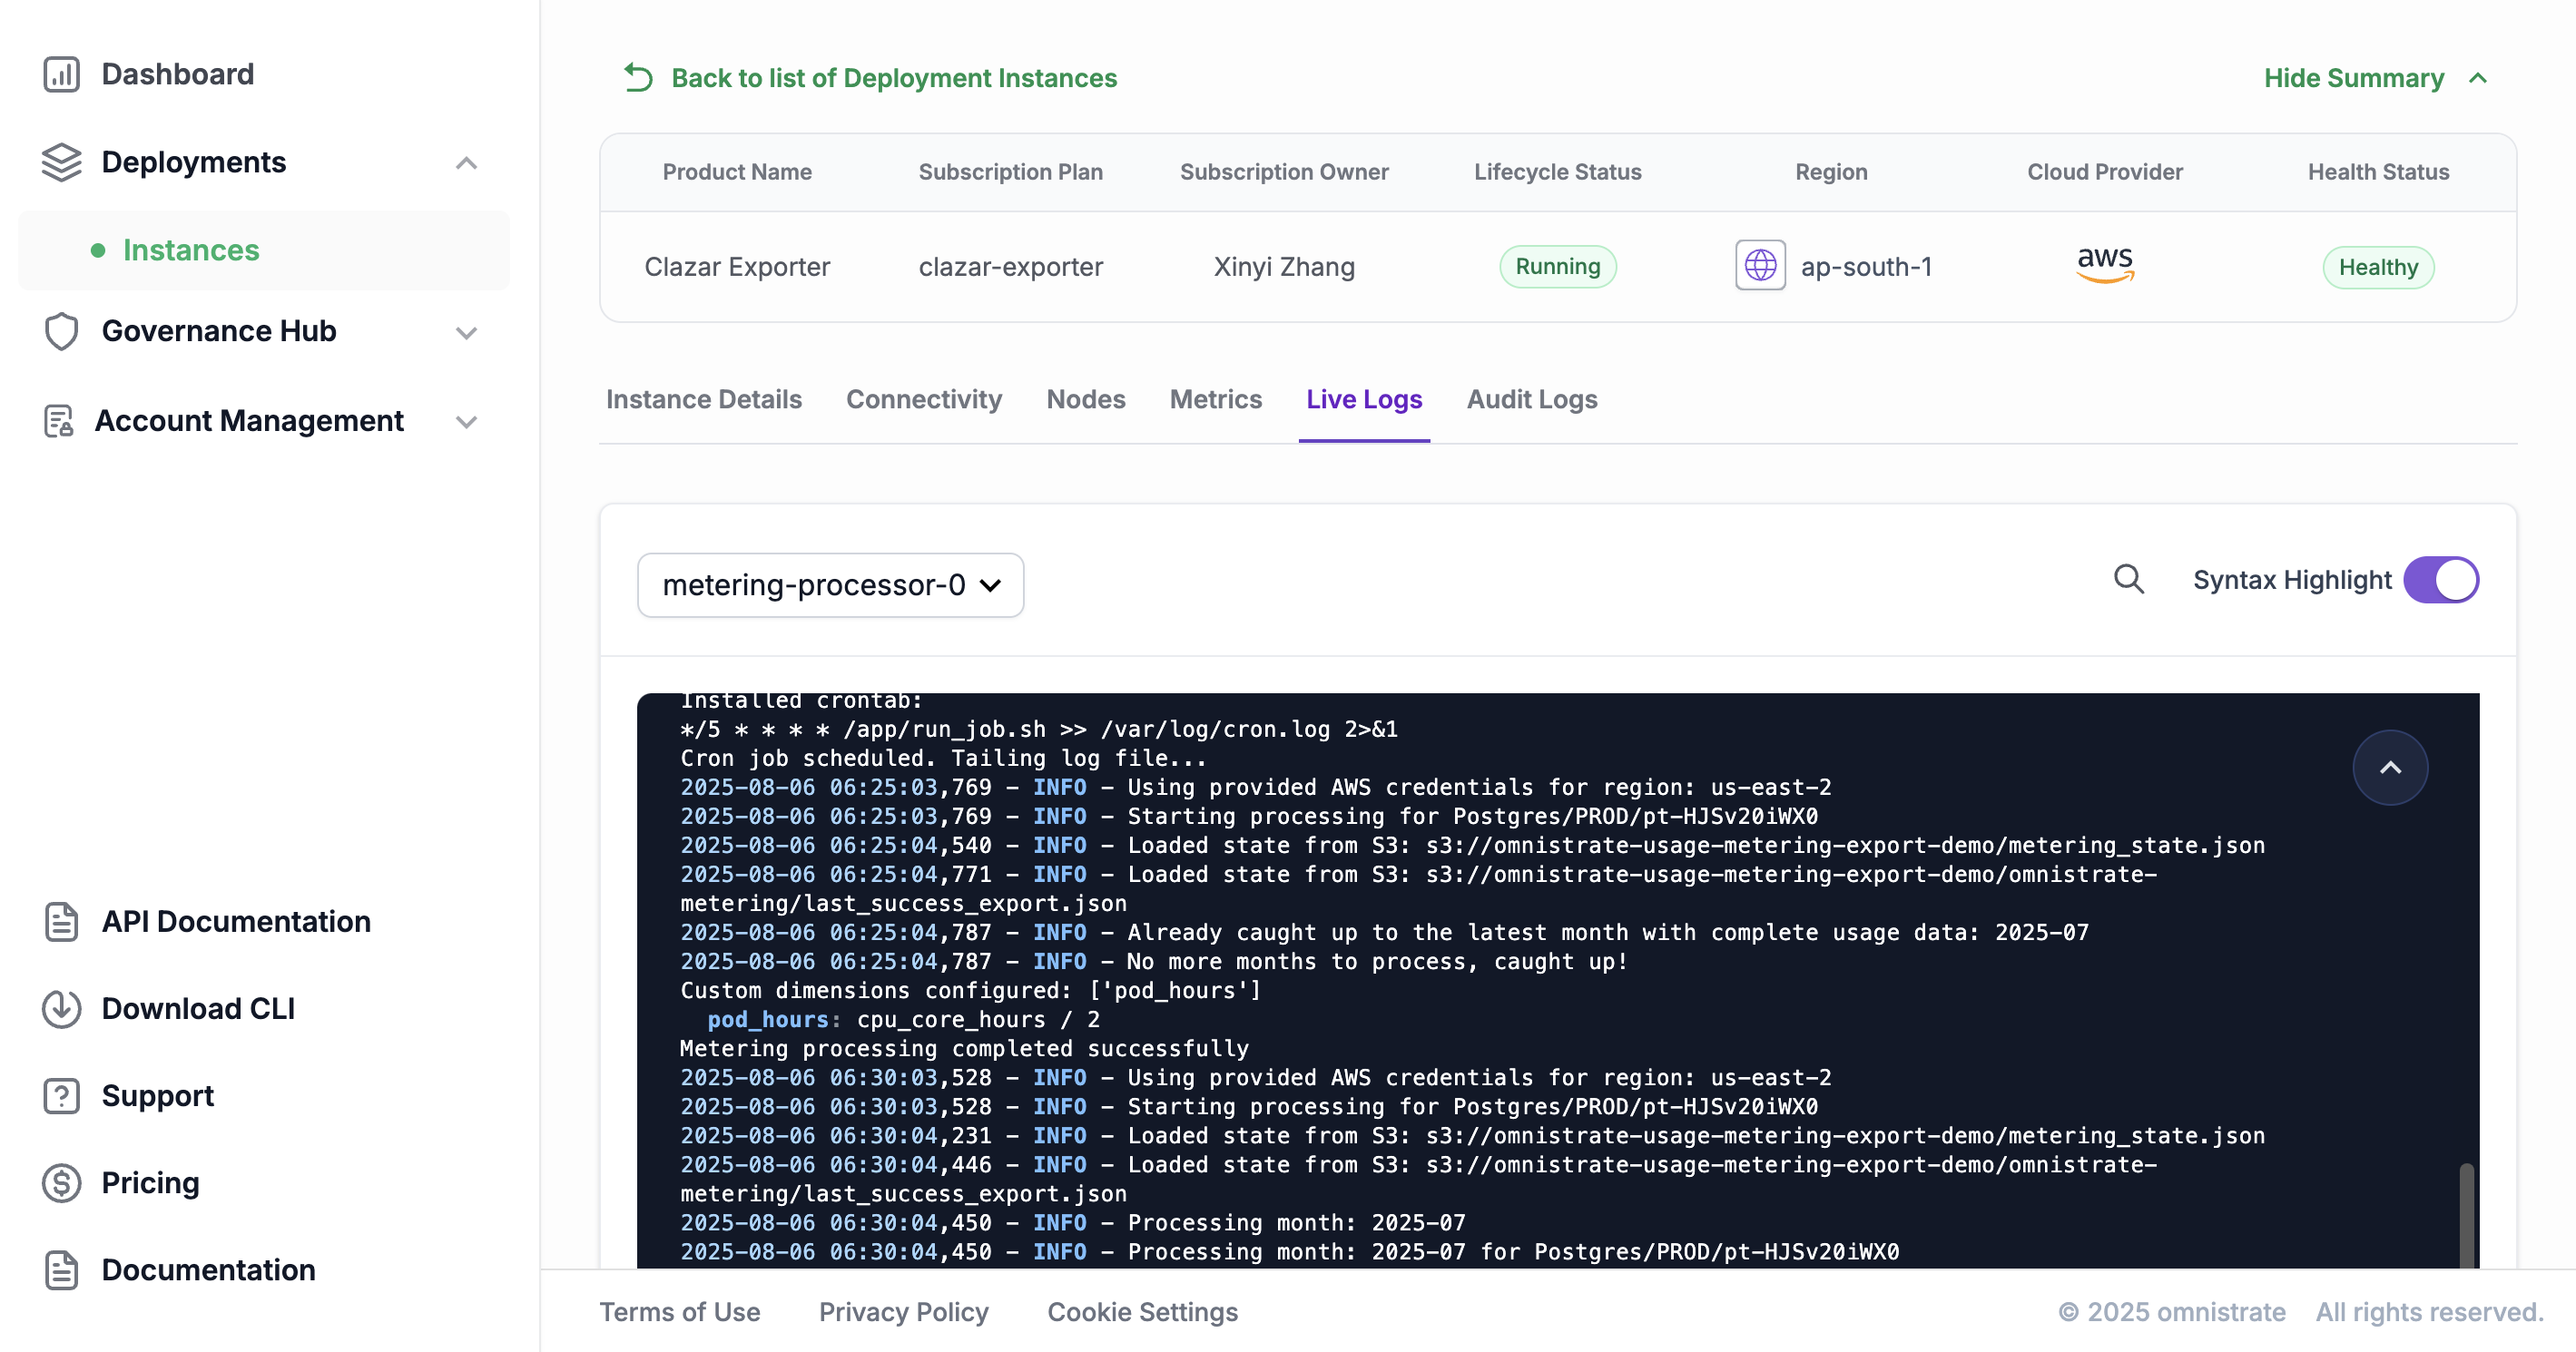 Dashboard
Deployments
Instances
Governance Hub
Account Management
API Documentation
Download CLI
Support
Pricing
Documentation
Back to list of Deployment Instances
Hide Summary
Product Name Subscription Plan Subscription Owner Lifecycle Status Region Cloud Provider Health Status
Clazar Exporter clazar-exporter Xinyi Zhang Running ap-south-1 aws Healthy
Instance Details Connectivity Nodes Metrics Live Logs Audit Logs
metering-processor-0
Syntax Highlight
Installed crontab:
*/5 * * * * /app/run_job.sh >> /var/log/cron.log 2>&1
Cron job scheduled. Tailing log file...
2025-08-06 06:25:03,769 - INFO - Using provided AWS credentials for region: us-east-2
2025-08-06 06:25:03,769 - INFO - Starting processing for Postgres/PROD/pt-HJSv20iWX0
2025-08-06 06:25:04,540 - INFO - Loaded state from S3: s3://omnistrate-usage-metering-export-demo/metering_state.json
2025-08-06 06:25:04,771 - INFO - Loaded state from S3: s3://omnistrate-usage-metering-export-demo/omnistrate-
metering/last_success_export.json
2025-08-06 06:25:04,787 - INFO - Already caught up to the latest month with complete usage data: 2025-07
2025-08-06 06:25:04,787 - INFO - No more months to process, caught up!
Custom dimensions configured: ['pod_hours']
pod_hours: cpu_core_hours / 2
Metering processing completed successfully
2025-08-06 06:30:03,528 - INFO - Using provided AWS credentials for region: us-east-2
2025-08-06 06:30:03,528 - INFO - Starting processing for Postgres/PROD/pt-HJSv20iWX0
2025-08-06 06:30:04,231 - INFO - Loaded state from S3: s3://omnistrate-usage-metering-export-demo/metering_state.json
2025-08-06 06:30:04,446 - INFO - Loaded state from S3: s3://omnistrate-usage-metering-export-demo/omnistrate-
metering/last_success_export.json
2025-08-06 06:30:04,450 - INFO - Processing month: 2025-07
2025-08-06 06:30:04,450 - INFO - Processing month: 2025-07 for Postgres/PROD/pt-HJSv20iWX0
Terms of Use Privacy Policy Cookie Settings
© 2025 omnistrate All rights reserved.